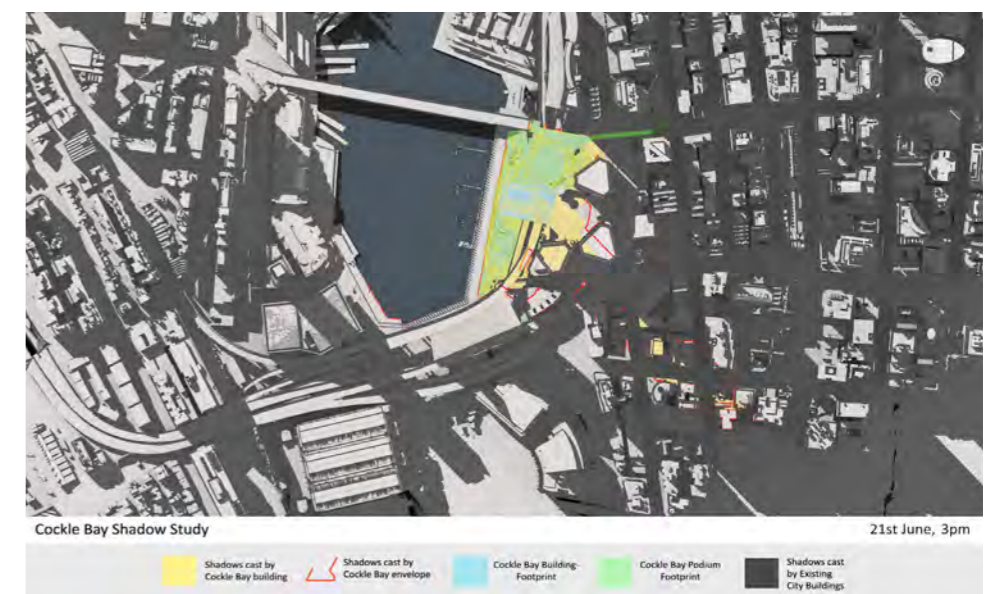 Cockle Bay Shadow Study
21st June, 3pm
Shadows cast by
Cockle Bay building
Shadows cast by
Cockle Bay envelope
Cockle Bay Building
Footprint
Cockle Bay Podium
Footprint
Shadows cast
by Existing
City Buildings